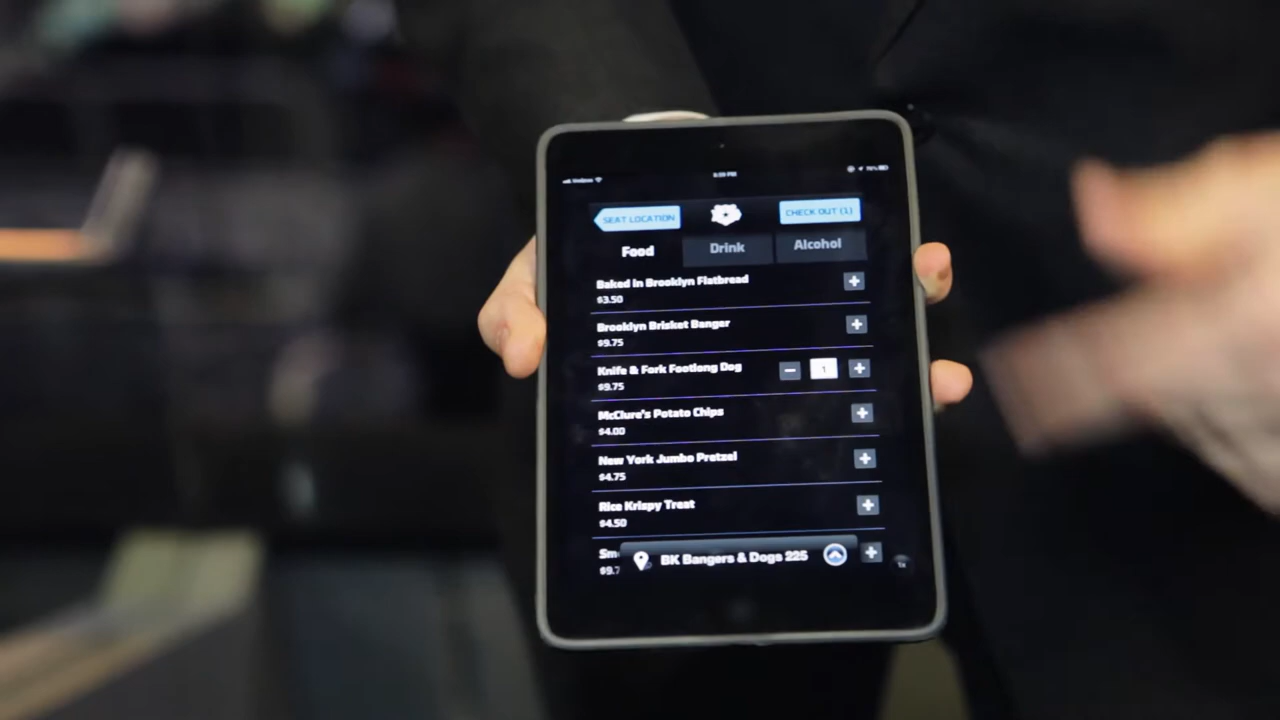 SEAT LOCATION
CHECK OUT (1)
Food Drink Alcohol
Baked in Brooklyn Flatbread
$3.50
Brooklyn Brisket Banger
$9.75
Knife & Fork Footlong Dog
1
$9.75
McClure's Potato Chips
$4.00
New York Jumbo Pretzel
$4.75
Rice Krispy Treat
$4.50
BK Bangers & Dogs 225
1x